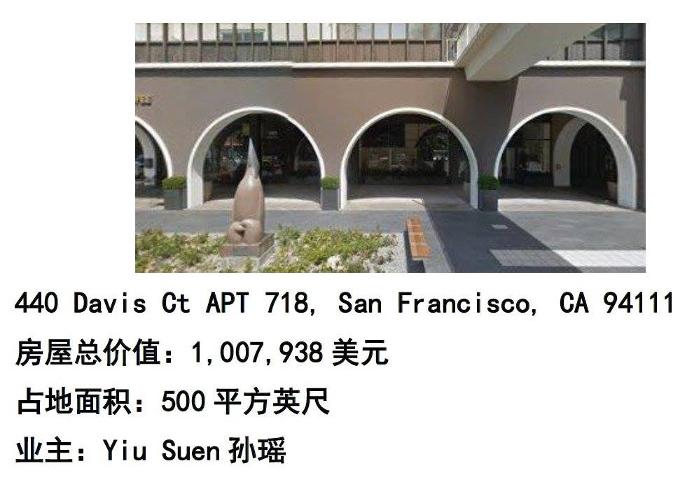 440 Davis Ct APT 718, San Francisco, CA 94111
房屋总价值：1,007,938 美元
占地面积：500 平方英尺
业主：Yiu Suen 孙瑶